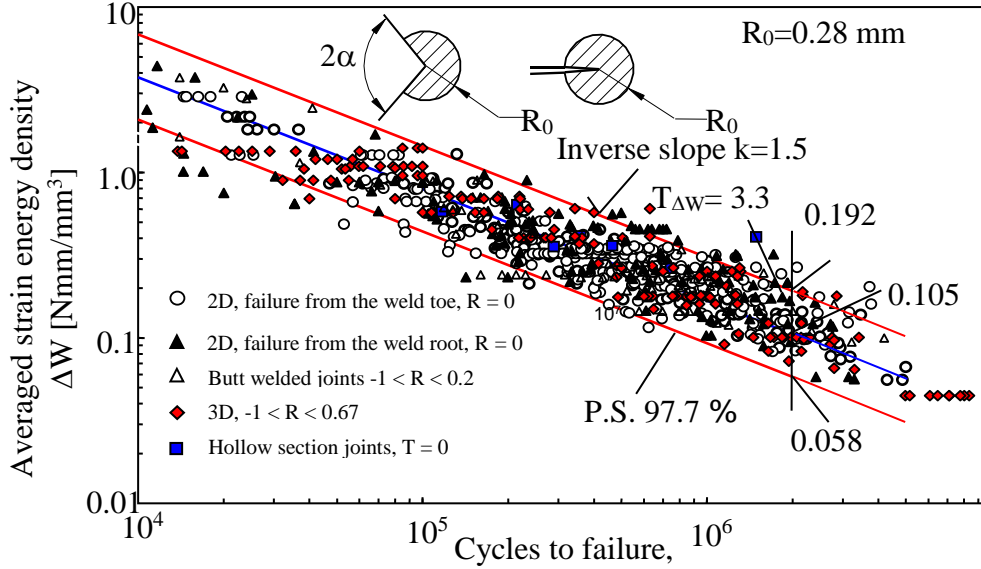 10
R0=0.28 mm
2α
R0
R0
Inverse slope k=1.5
TΔW= 3.3
0.192
1.0
0.105
Averaged strain energy density
ΔW [Nmm/mm³]
2D, failure from the weld toe, R = 0
2D, failure from the weld root, R = 0
Butt welded joints -1 < R < 0.2
3D, -1 < R < 0.67
Hollow section joints, T = 0
0.1
P.S. 97.7 %
0.058
0.01
10⁴
10⁵
10⁶
Cycles to failure,